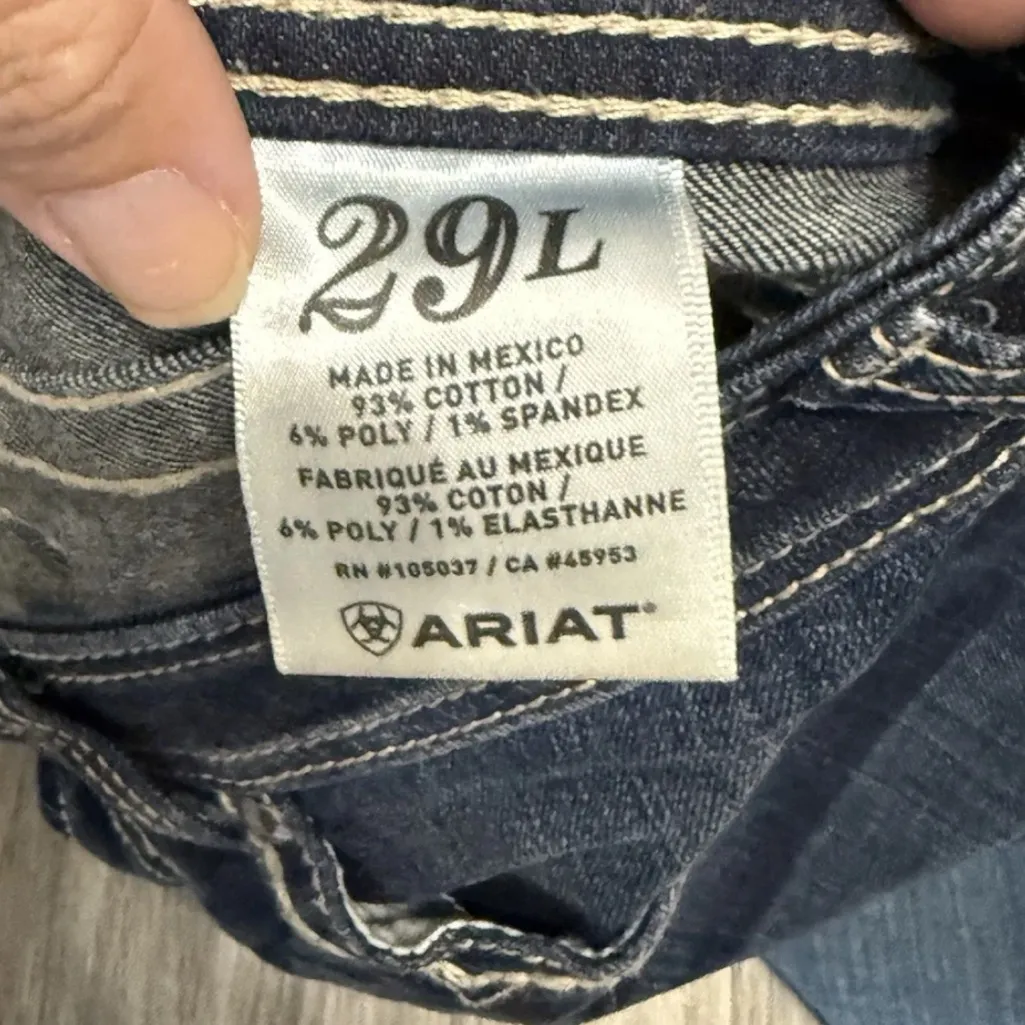 29L
MADE IN MEXICO
93% COTTON /
6% POLY / 1% SPANDEX
FABRIQUÉ AU MEXIQUE
93% COTON /
6% POLY / 1% ELASTHANNE
RN #105037 / CA #45953
ARIAT